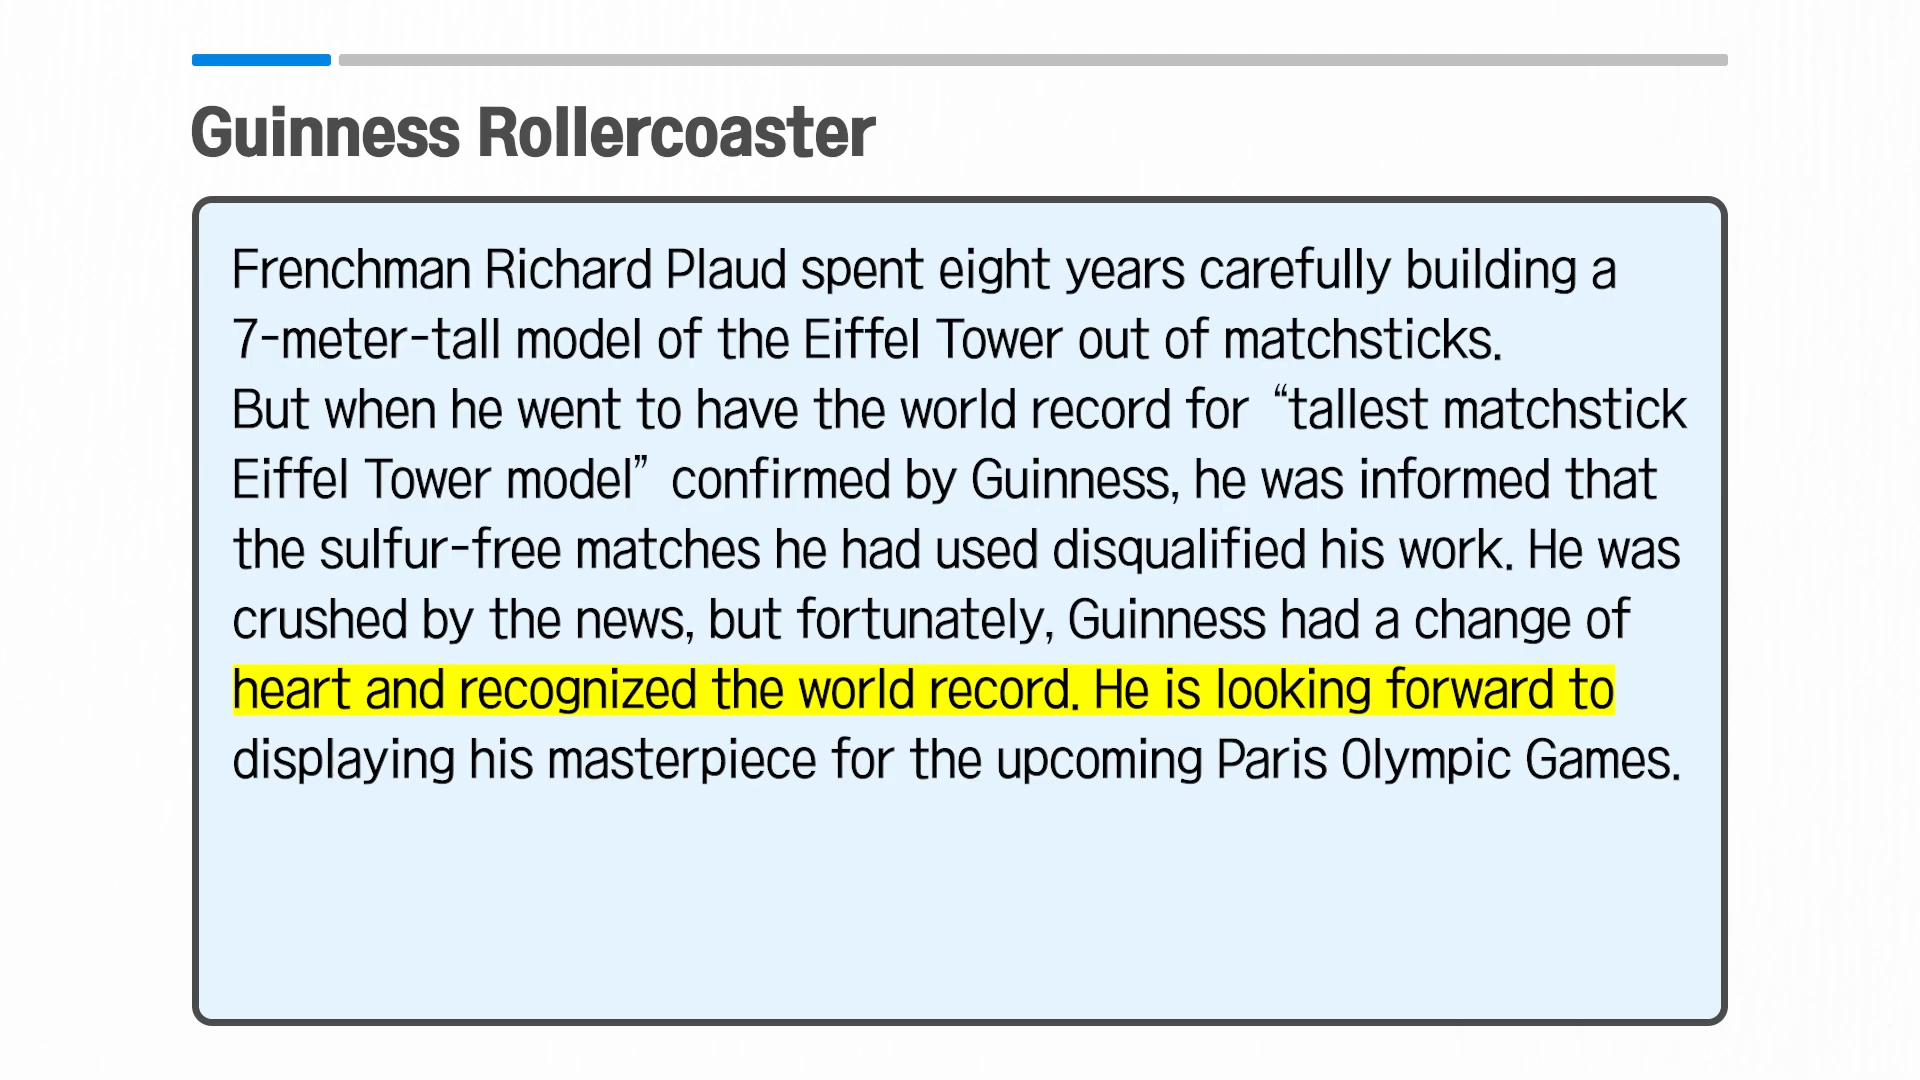 Guinness Rollercoaster
Frenchman Richard Plaud spent eight years carefully building a
7-meter-tall model of the Eiffel Tower out of matchsticks.
But when he went to have the world record for “tallest matchstick
Eiffel Tower model” confirmed by Guinness, he was informed that
the sulfur-free matches he had used disqualified his work. He was
crushed by the news, but fortunately, Guinness had a change of
heart and recognized the world record. He is looking forward to
displaying his masterpiece for the upcoming Paris Olympic Games.